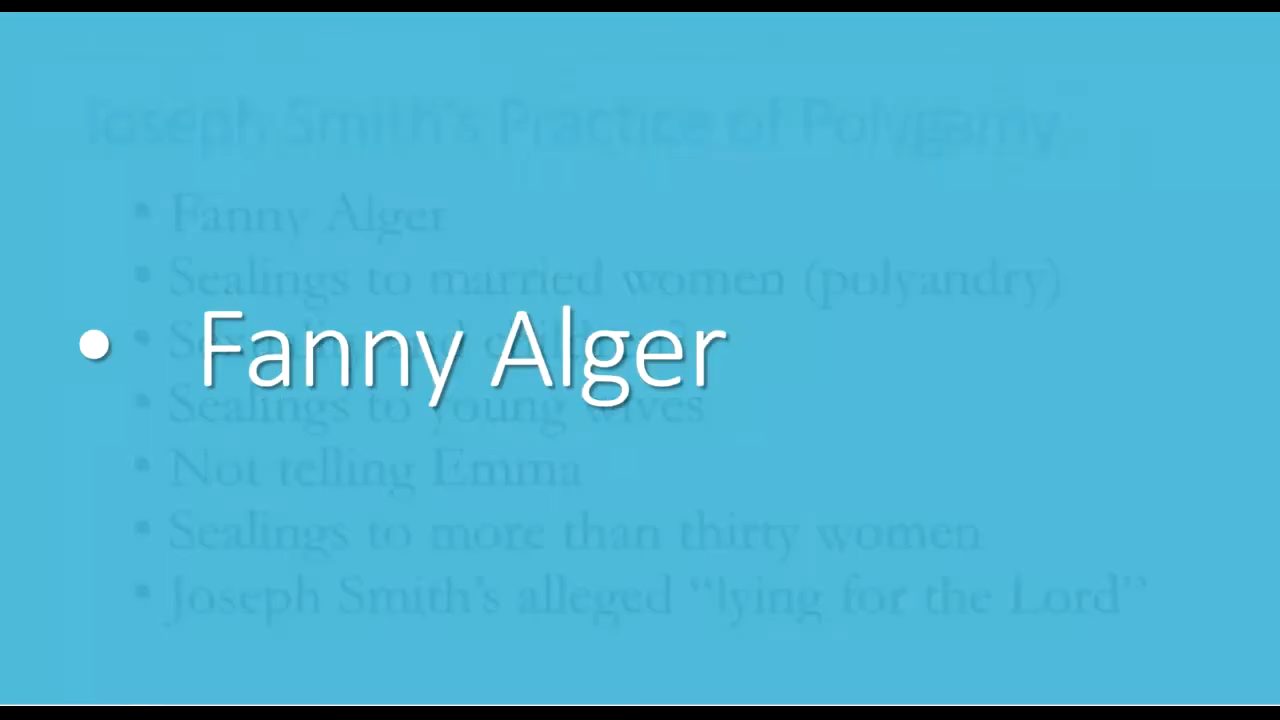 Joseph Smith's Practice of Polygamy
• Fanny Alger
• Sealings to married women (polyandry)
• Fanny Alger
• Sealings to young wives
• Not telling Emma
• Sealings to more than thirty women
• Joseph Smith's alleged “lying for the Lord”